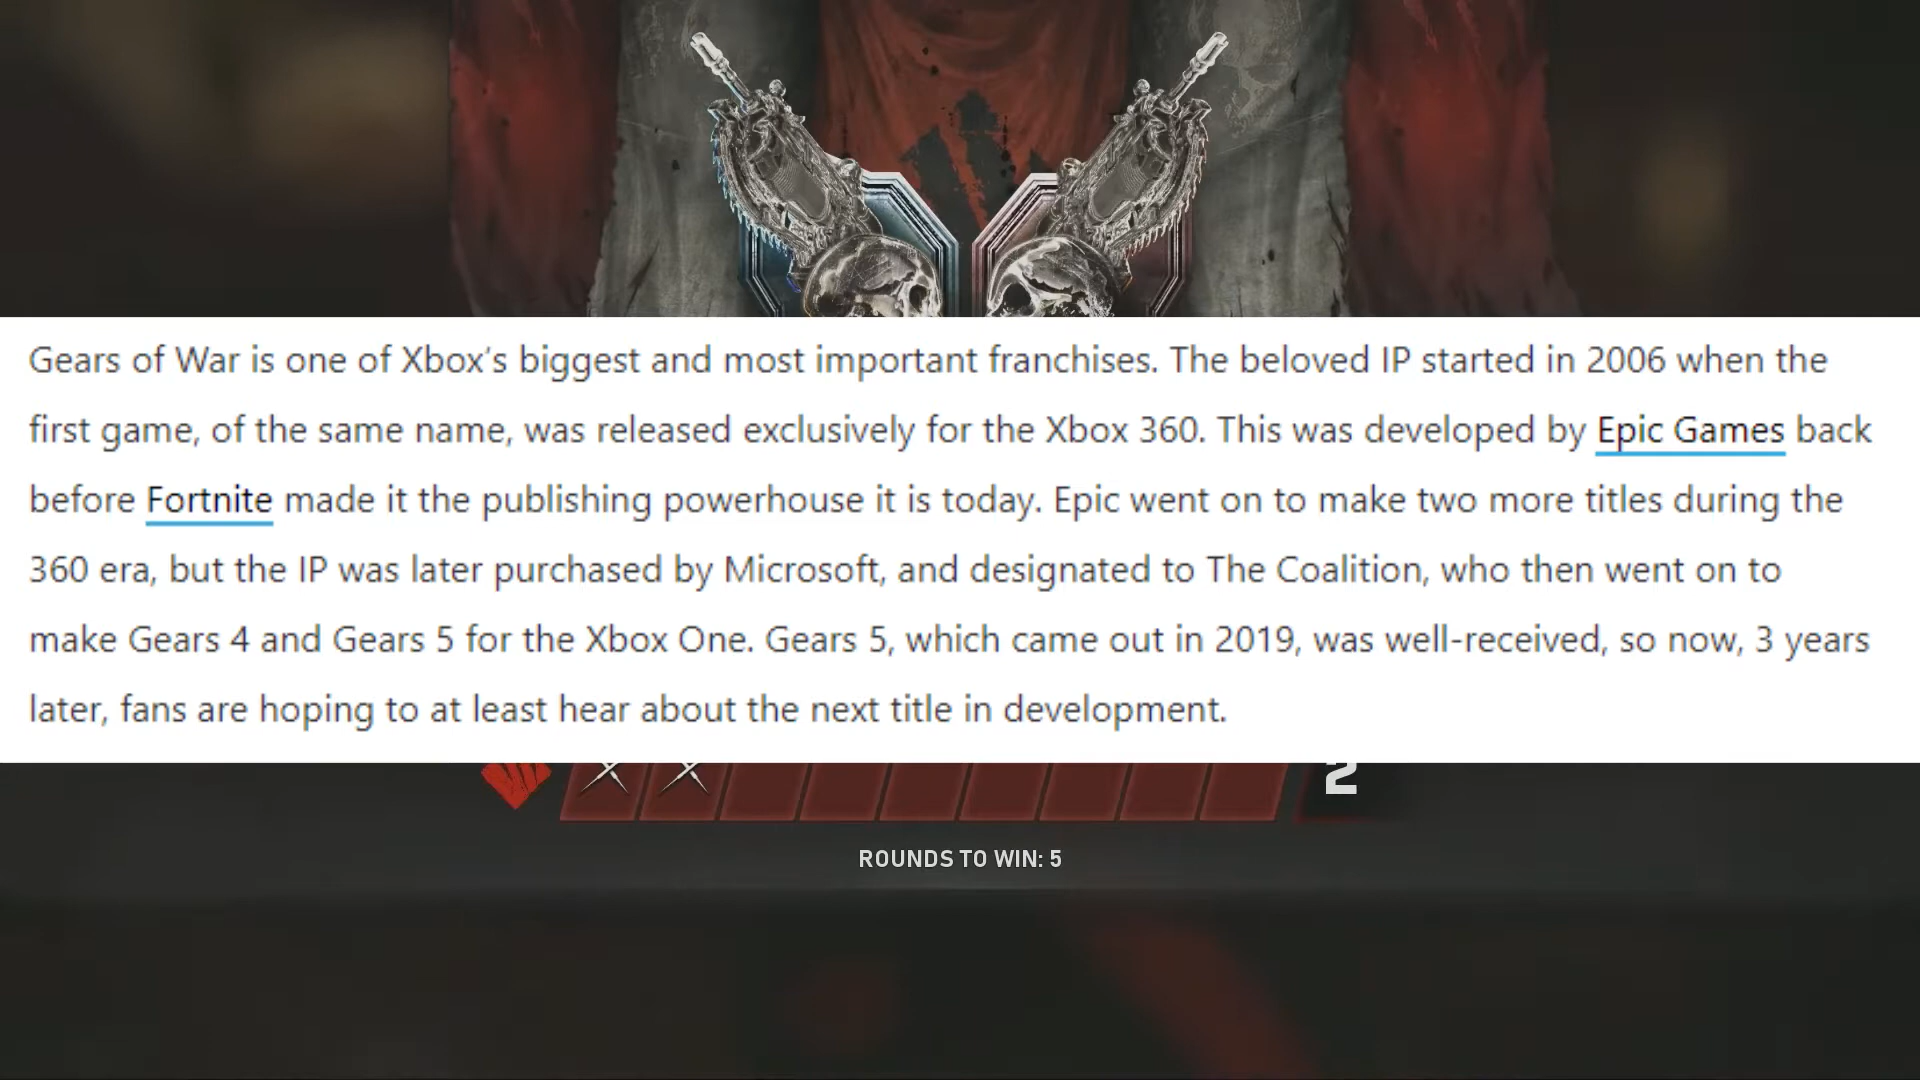 Gears of War is one of Xbox's biggest and most important franchises. The beloved IP started in 2006 when the
first game, of the same name, was released exclusively for the Xbox 360. This was developed by Epic Games back
before Fortnite made it the publishing powerhouse it is today. Epic went on to make two more titles during the
360 era, but the IP was later purchased by Microsoft, and designated to The Coalition, who then went on to
make Gears 4 and Gears 5 for the Xbox One. Gears 5, which came out in 2019, was well-received, so now, 3 years
later, fans are hoping to at least hear about the next title in development.
2
ROUNDS TO WIN: 5